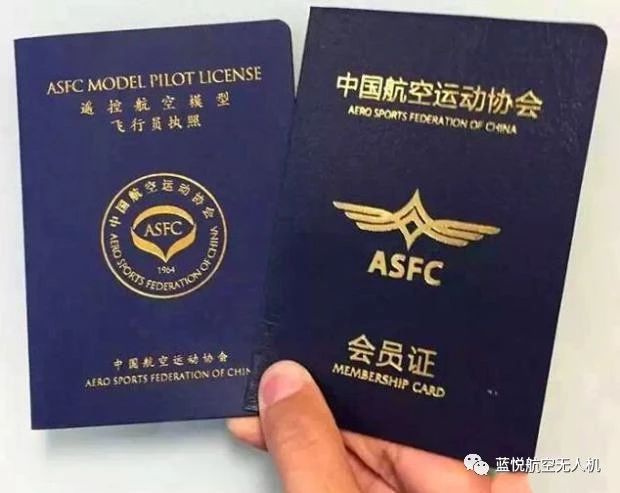 ASFC MODEL PILOT LICENSE
遥控航空模型
飞行员执照
中国航空运动协会
ASFC
1964
AERO SPORTS FEDERATION OF CHINA
中国航空运动协会
AERO SPORTS FEDERATION OF CHIN
中国航空运动协会
AERO SPORTS FEDERATION OF CHINA
ASFC
会员证
MEMBERSHIP CARD
蓝悦航空无人机